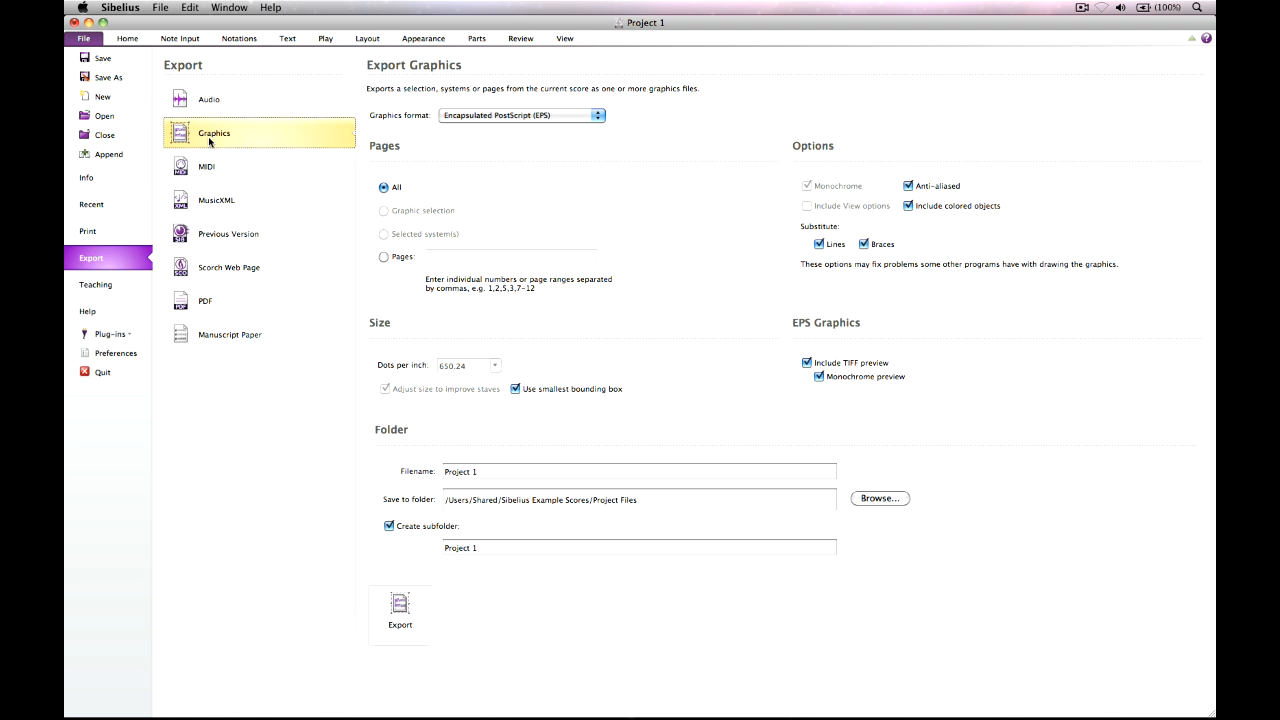 Sibelius File Edit Window Help (100%)
Project 1
File Home Note Input Notations Text Play Layout Appearance Parts Review View
Save
Save As
New
Open
Close
Append
Info
Recent
Print
Export
Teaching
Help
Plug-ins
Preferences
Quit
Export
Audio
Graphics
MIDI
MusicXML
Previous Version
Scorch Web Page
PDF
Manuscript Paper
Export Graphics
Exports a selection, systems or pages from the current score as one or more graphics files.
Graphics format: Encapsulated PostScript (EPS)
Pages
All
Graphic selection
Selected system(s)
Pages:
Enter individual numbers or page ranges separated
by commas, e.g. 1,2,5,3,7-12
Options
Monochrome Anti-aliased
Include View options Include colored objects
Substitute:
Lines Braces
These options may fix problems some other programs have with drawing the graphics.
Size
Dots per inch: 650.24
Adjust size to improve staves Use smallest bounding box
EPS Graphics
Include TIFF preview
Monochrome preview
Folder
Filename: Project 1
Save to folder: /Users/Shared/Sibelius Example Scores/Project Files Browse...
Create subfolder:
Project 1
Export